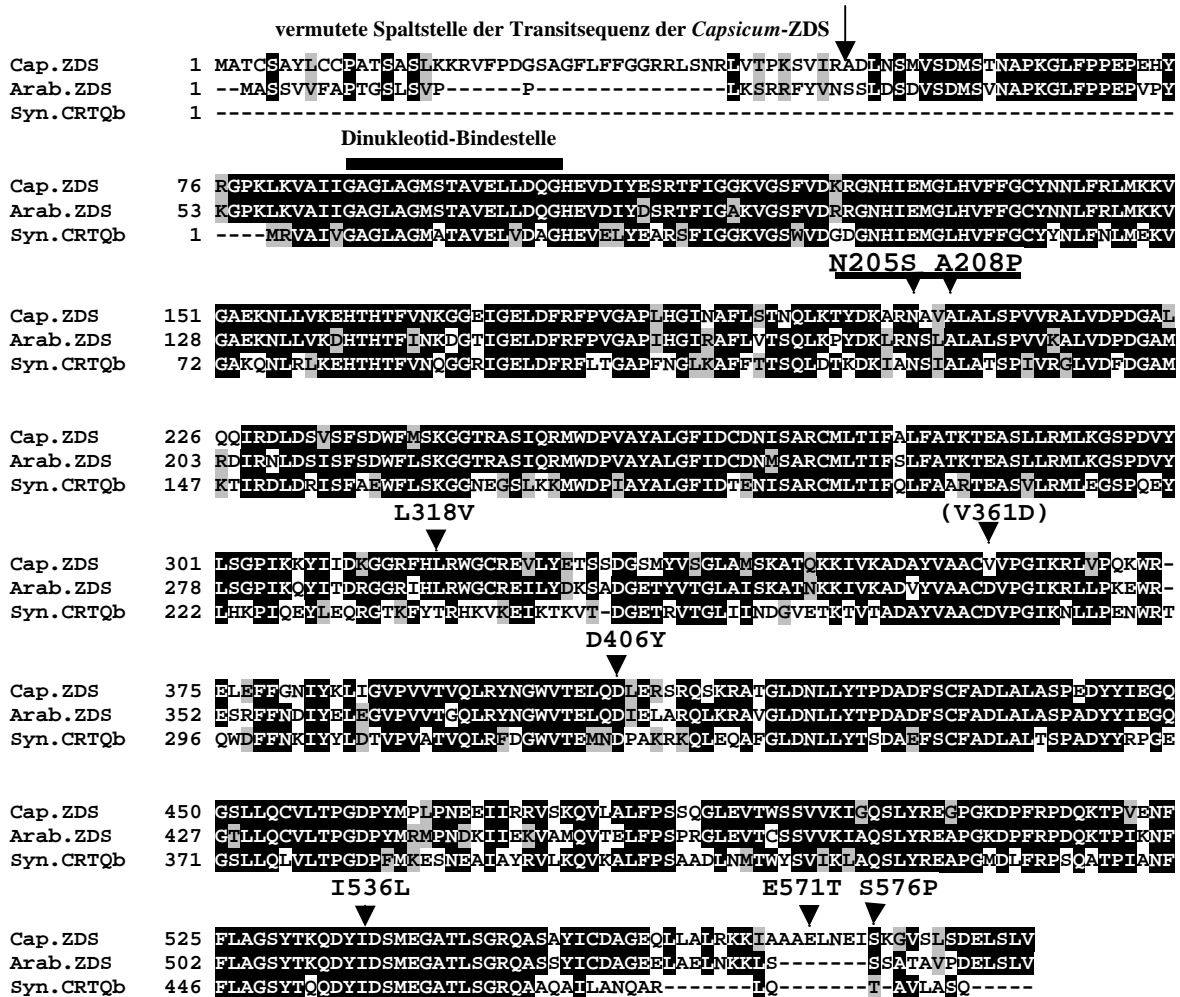 vermutete Spaltstelle der Transitsequenz der Capsicum-ZDS
Cap.ZDS 1 MATCSAYLCCPATSASLKKRVFPDGSAGFLFFGGRRLSNRLVTPKSVIRADLNSMVSDMSTNAPKGLFPPEPEHY
Arab.ZDS 1 --MASSVVFAPTGSLSVP------P---------------LKSRRFYVNSSLDSDVSDMSVNAPKGLFPPEPVPY
Syn.CRTQb 1 ---------------------------------------------------------------------------
Dinukleotid-Bindestelle
Cap.ZDS 76 RGPKLKVAIIGAGLAGMSTAVELLDQGHEVDIYESRTFIGGKVGSFVDKRGNHIEMGLHVFFGCYNNLFRLMKKV
Arab.ZDS 53 KGPKLKVAIIGAGLAGMSTAVELLDQGHEVDIYDSRTFIGAKVGSFVDRRGNHIEMGLHVFFGCYNNLFRLMKKV
Syn.CRTQb 1 ----MRVAIVGAGLAGMATAVELVDAGHEVELYEARSFIGGKVGSWVDGDGNHIEMGLHVFFGCYYNLFNLMEKV
N205S A208P
Cap.ZDS 151 GAEKNLLVKEHTHTFVNKGGEIGELDFRFPVGAPLHGINAFLSTNQLKTYDKARNAVALALSPVVRALVDPDGAL
Arab.ZDS 128 GAEKNLLVKDHTHTFINKDGTIGELDFRFPVGAPIHGIRAFLVTSQLKPYDKLRNSLALALSPVVKALVDPDGAM
Syn.CRTQb 72 GAKQNLRLKEHTHTFVNQGGRIGELDFRFLTGAPFNGLKAFFTTSQLDTKDKIANSIALATSPIVRGLVDFDGAM
Cap.ZDS 226 QQIRDLDSVSFSDWFMSKGGTRASIQRMWDPVAYALGFIDCDNISARCMLTIFALFATKTEASLLRMLKGSPDVY
Arab.ZDS 203 RDIRNLDSISFSDWFLSKGGTRASIQRMWDPVAYALGFIDCDNMSARCMLTIFSLFATKTEASLLRMLKGSPDVY
Syn.CRTQb 147 KTIRDLDRISFAEWFLSKGGNEGSLKKMWDPIAYALGFIDTENISARCMLTIFQLFAARTEASVLRMLEGSPQEY
L318V (V361D)
Cap.ZDS 301 LSGPIKKYIIDKGGRFHLRWGCREVLYETSSDGSMYVSGLAMSKATQKKIVKADAYVAACVVPGIKRLVPQKWR-
Arab.ZDS 278 LSGPIKQYITDRGGRIHLRWGCREILYDKSADGETYVTGLAISKATNKKIVKADVYVAACDVPGIKRLLPKEWR-
Syn.CRTQb 222 LHKPIQEYLEQRGTKFYTRHKVKEIKTKVT-DGETRVTGLIINDGVETKTVTADAYVAACDVPGIKNLLPENWRT
D406Y
Cap.ZDS 375 ELEFFGNIYKLIGVPVVTVQLRYNGWVTELQDLERSRQSKRATGLDNLLYTPDADFSCFADLALASPEDYYIEGQ
Arab.ZDS 352 ESRFFNDIYELEGVPVVTGQLRYNGWVTELQDIELARQLKRAVGLDNLLYTPDADFSCFADLALASPADYYIEGQ
Syn.CRTQb 296 QWDFFNKIYYLDTVPVATVQLRFDGWVTEMNDPAKRKQLEQAFGLDNLLYTSDAEFSCFADLALTSPADYYRPGE
Cap.ZDS 450 GSLLQCVLTPGDPYMPLPNEEIIRRVSKQVLALFPSSQGLEVTWSSVVKIGQSLYREGPGKDPFRPDQKTPVENF
Arab.ZDS 427 GTLLQCVLTPGDPYMRMPNDKIIEKVAMQVTELFPSPRGLEVTCSSVVKIAQSLYREAPGKDPFRPDQKTPIKNF
Syn.CRTQb 371 GSLLQLVLTPGDPFMKESNEAIAYRVLKQVKALFPSAADLNMTWYSVIKLAQSLYREAPGMDLFRPSQATPIANF
I536L E571T S576P
Cap.ZDS 525 FLAGSYTKQDYIDSMEGATLSGRQASAYICDAGEQLLALRKKIAAAELNEISKGVSLSDELSLV
Arab.ZDS 502 FLAGSYTKQDYIDSMEGATLSGRQASSYICDAGEELAELNKKLS-------SSATAVPDELSLV
Syn.CRTQb 446 FLAGSYTQQDYIDSMEGATLSGRQAAQAILANQAR-------LQ-------T-AVLASQ-----